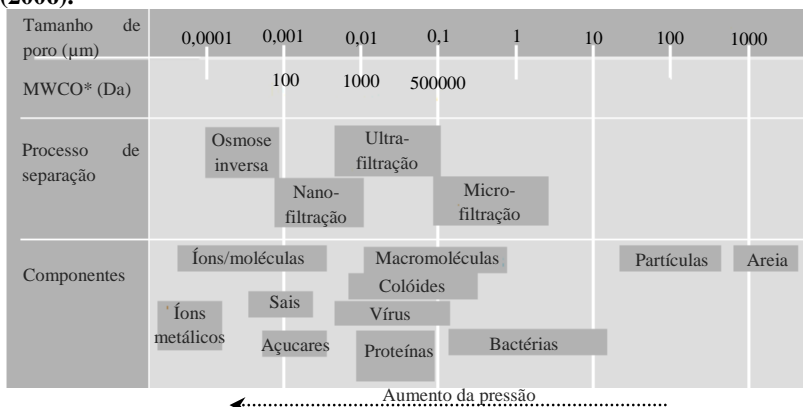 (2006).
Tamanho de
poro (µm)
0,0001 0,001 0,01 0,1 1 10 100 1000
MWCO* (Da)
100 1000 500000
Processo de
separação
Osmose
inversa
Ultra-
filtração
Nano-
filtração
Micro-
filtração
Componentes
Íons/moléculas
Macromoléculas
Partículas
Areia
Colóides
Íons
metálicos
Sais
Vírus
Açucares
Proteínas
Bactérias
Aumento da pressão